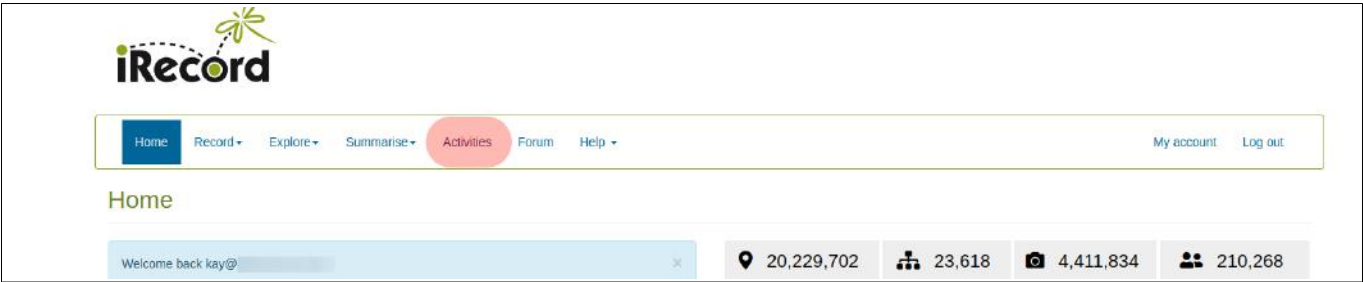 iRecord
Home Record Explore Summarise Activities Forum Help My account Log out
Home
Welcome back kay@ × 20,229,702 23,618 4,411,834 210,268